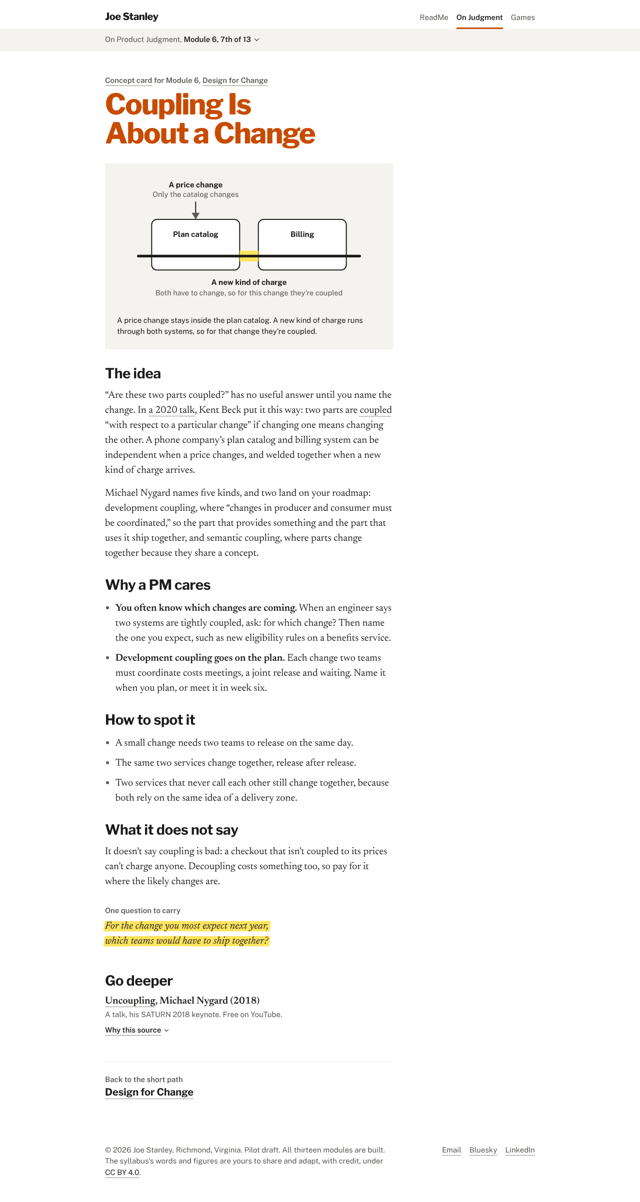 Joe Stanley
ReadMe On Judgment Games
On Product Judgment, Module 6, 7th of 13
Concept card for Module 6, Design for Change
Coupling Is
About a Change
A price change
Only the catalog changes
Plan catalog
Billing
A new kind of charge
Both have to change, so for this change they're coupled
A price change stays inside the plan catalog. A new kind of charge runs
through both systems, so for that change they're coupled.
The idea
“Are these two parts coupled?” has no useful answer until you name the
change. In a 2020 talk, Kent Beck put it this way: two parts are coupled
“with respect to a particular change” if changing one means changing
the other. A phone company’s plan catalog and billing system can be
independent when a price changes, and welded together when a new
kind of charge arrives.
Michael Nygard names five kinds, and two land on your roadmap:
development coupling, where “changes in producer and consumer must
be coordinated,” so the part that provides something and the part that
uses it ship together, and semantic coupling, where parts change
together because they share a concept.
Why a PM cares
• You often know which changes are coming. When an engineer says
two systems are tightly coupled, ask: for which change? Then name
the one you expect, such as new eligibility rules on a benefits service.
• Development coupling goes on the plan. Each change two teams
must coordinate costs meetings, a joint release and waiting. Name it
when you plan, or meet it in week six.
How to spot it
• A small change needs two teams to release on the same day.
• The same two services change together, release after release.
• Two services that never call each other still change together, because
both rely on the same idea of a delivery zone.
What it does not say
It doesn’t say coupling is bad: a checkout that isn’t coupled to its prices
can’t charge anyone. Decoupling costs something too, so pay for it
where the likely changes are.
One question to carry
For the change you most expect next year,
which teams would have to ship together?
Go deeper
Uncoupling, Michael Nygard (2018)
A talk, his SATURN 2018 keynote. Free on YouTube.
Why this source
Back to the short path
Design for Change
© 2026 Joe Stanley, Richmond, Virginia. Pilot draft. All thirteen modules are built.
The syllabus's words and figures are yours to share and adapt, with credit, under
CC BY 4.0.
Email Bluesky LinkedIn